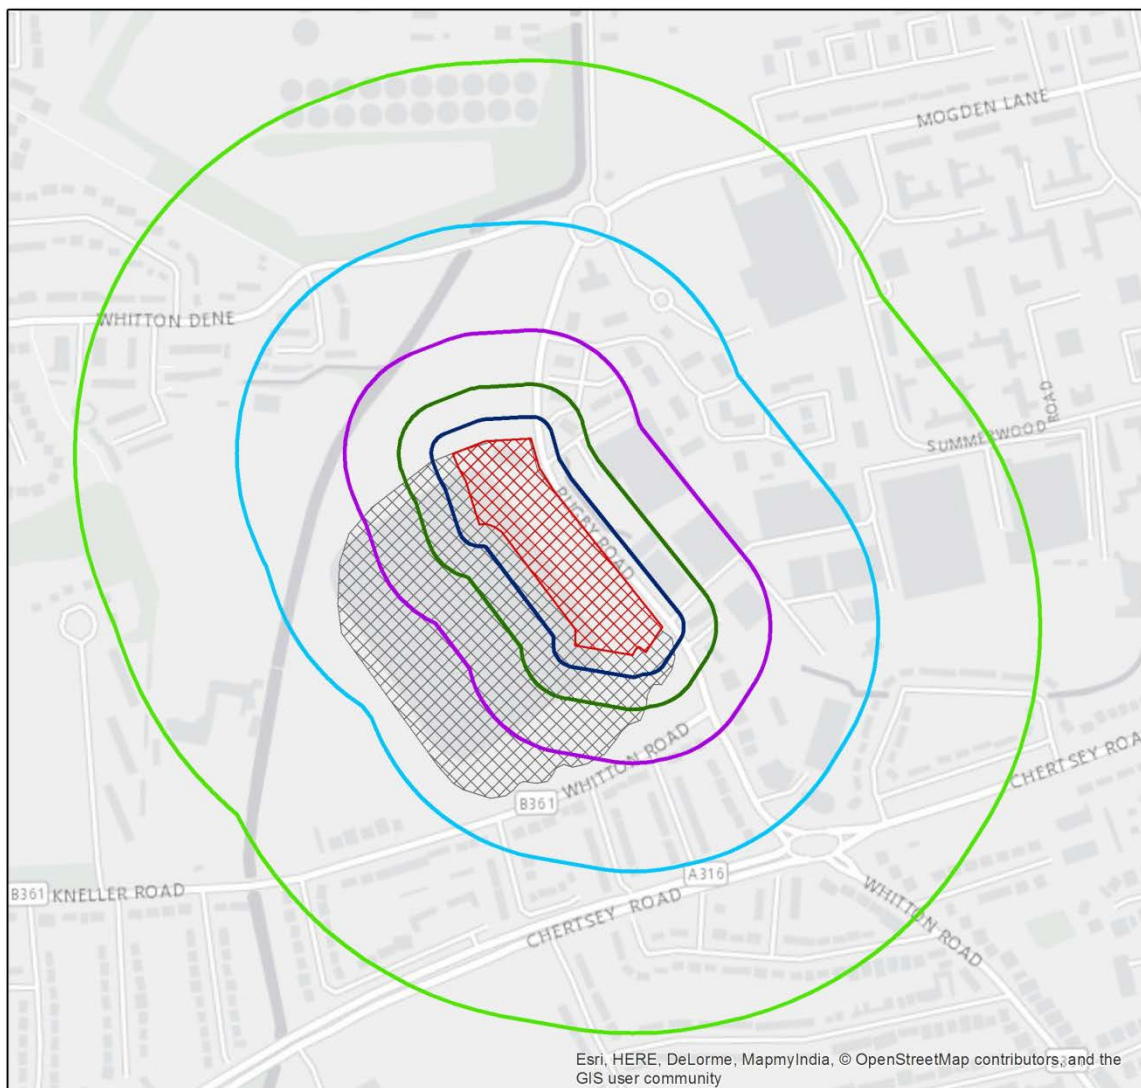 MOGDEN LANE
WHITTON DENE
SUMMERWOOD ROAD
RUGBY ROAD
WHITTON ROAD
B361
CHERTSEY ROA
B361
KNELLER ROAD
A316
CHERTSEY ROAD
WHITTON ROAD
Esri, HERE, DeLorme, MapmyIndia, © OpenStreetMap contributors, and the
GIS user community